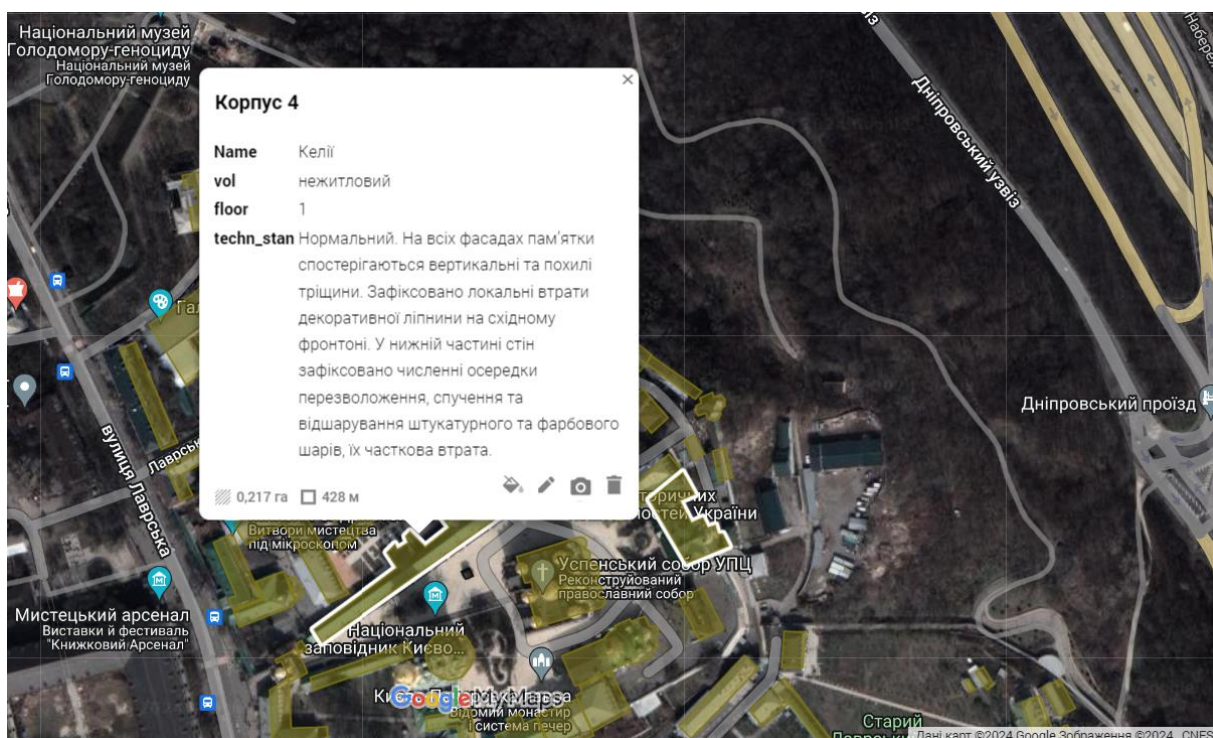 Національний музей
Голодомору-геноциду
Національний музей
Голодомору-геноциду
Корпус 4
Name Келії
vol нежитловий
floor 1
techn_stan Нормальний. На всіх фасадах пам'ятки
спостерігаються вертикальні та похилі
тріщини. Зафіксовано локальні втрати
декоративної ліпнини на східному
фронтоні. У нижній частині стін
зафіксовано численні осередки
перезволоження, спучення та
відшарування штукатурного та фарбового
шарів, їх часткова втрата.
0,217 га 428 м
Дніпровський узвіз
Дніпровський проїзд
вулиця Лаврська
України
Витвори мистецтва
під мікроскопом
Успенський собор УПЦ
Реконструйований
православний собор
Мистецький арсенал
Виставки й фестиваль
"Книжковий Арсенал"
Національний
заповідник Києво...
Google My Maps
Відомий монастир
і система печер
Старий
Дані карт ©2024 Google Зображення ©2024 , CNES